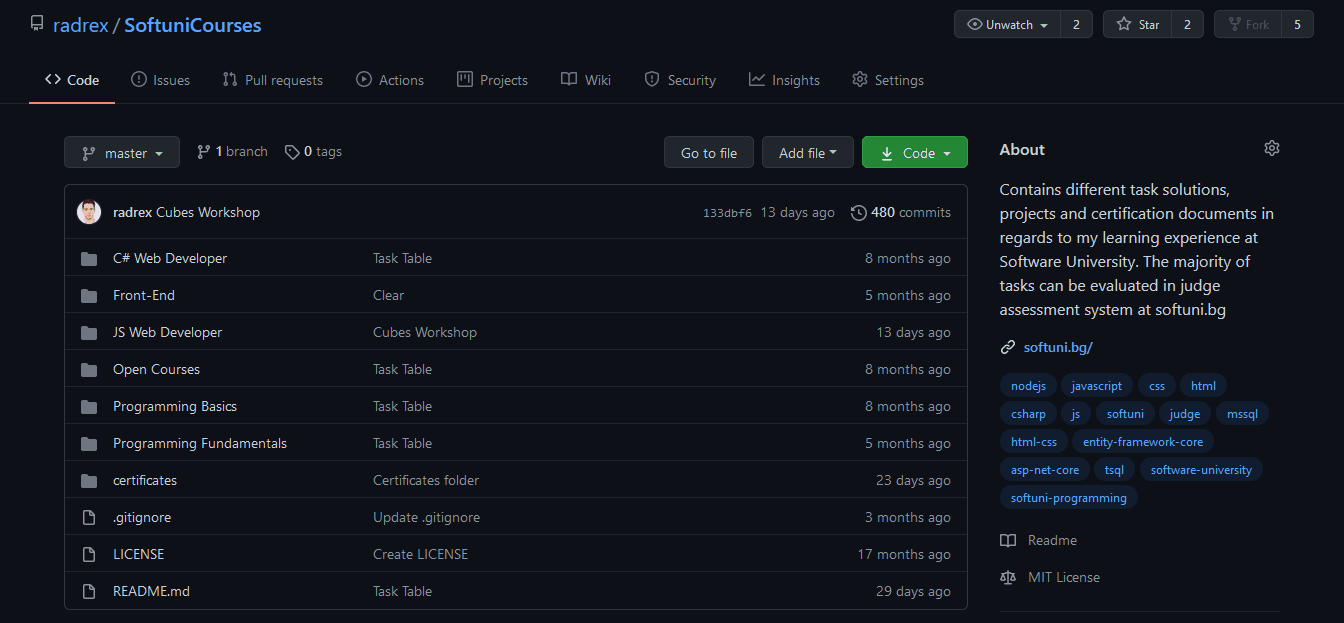 radrex / SoftuniCourses
Unwatch 2 Star 2 Fork 5
Code Issues Pull requests Actions Projects Wiki Security Insights Settings
master 1 branch 0 tags Go to file Add file Code
radrex Cubes Workshop 133dbf6 13 days ago 480 commits
C# Web Developer Task Table 8 months ago
Front-End Clear 5 months ago
JS Web Developer Cubes Workshop 13 days ago
Open Courses Task Table 8 months ago
Programming Basics Task Table 8 months ago
Programming Fundamentals Task Table 5 months ago
certificates Certificates folder 23 days ago
.gitignore Update .gitignore 3 months ago
LICENSE Create LICENSE 17 months ago
README.md Task Table 29 days ago
About
Contains different task solutions,
projects and certification documents in
regards to my learning experience at
Software University. The majority of
tasks can be evaluated in judge
assessment system at softuni.bg
softuni.bg/
nodejs javascript css html
csharp js softuni judge mssql
html-css entity-framework-core
asp-net-core tsql software-university
softuni-programming
Readme
MIT License